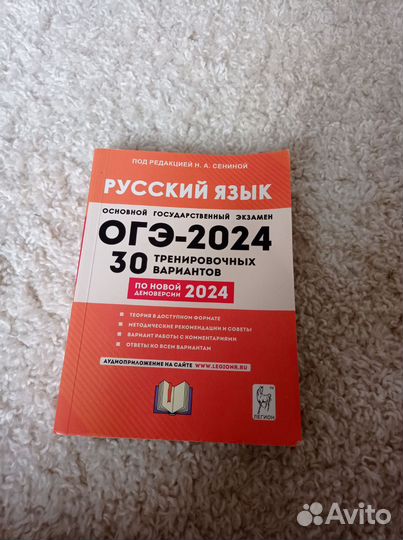 ПОД РЕДАКЦИЕЙ Н. А. СЕНИНОЙ
РУССКИЙ ЯЗЫК
ОСНОВНОЙ ГОСУДАРСТВЕННЫЙ ЭКЗАМЕН
ОГЭ-2024
30 ТРЕНИРОВОЧНЫХ ВАРИАНТОВ
ПО НОВОЙ ДЕМОВЕРСИИ 2024
ТЕОРИЯ В ДОСТУПНОМ ФОРМАТЕ
МЕТОДИЧЕСКИЕ РЕКОМЕНДАЦИИ И СОВЕТЫ
ВАРИАНТ РАБОТЫ С КОММЕНТАРИЯМИ
ОТВЕТЫ КО ВСЕМ ВАРИАНТАМ
АУДИОПРИЛОЖЕНИЕ НА САЙТЕ WWW.LEGIONR.RU
ЛЕГИОН
Avito